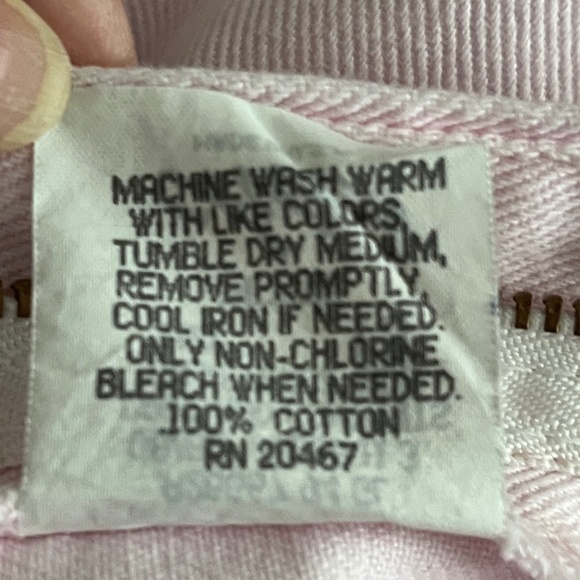 MACHINE WASH WARM
WITH LIKE COLORS,
TUMBLE DRY MEDIUM,
REMOVE PROMPTLY,
COOL IRON IF NEEDED.
ONLY NON-CHLORINE
BLEACH WHEN NEEDED.
100% COTTON
RN 20467